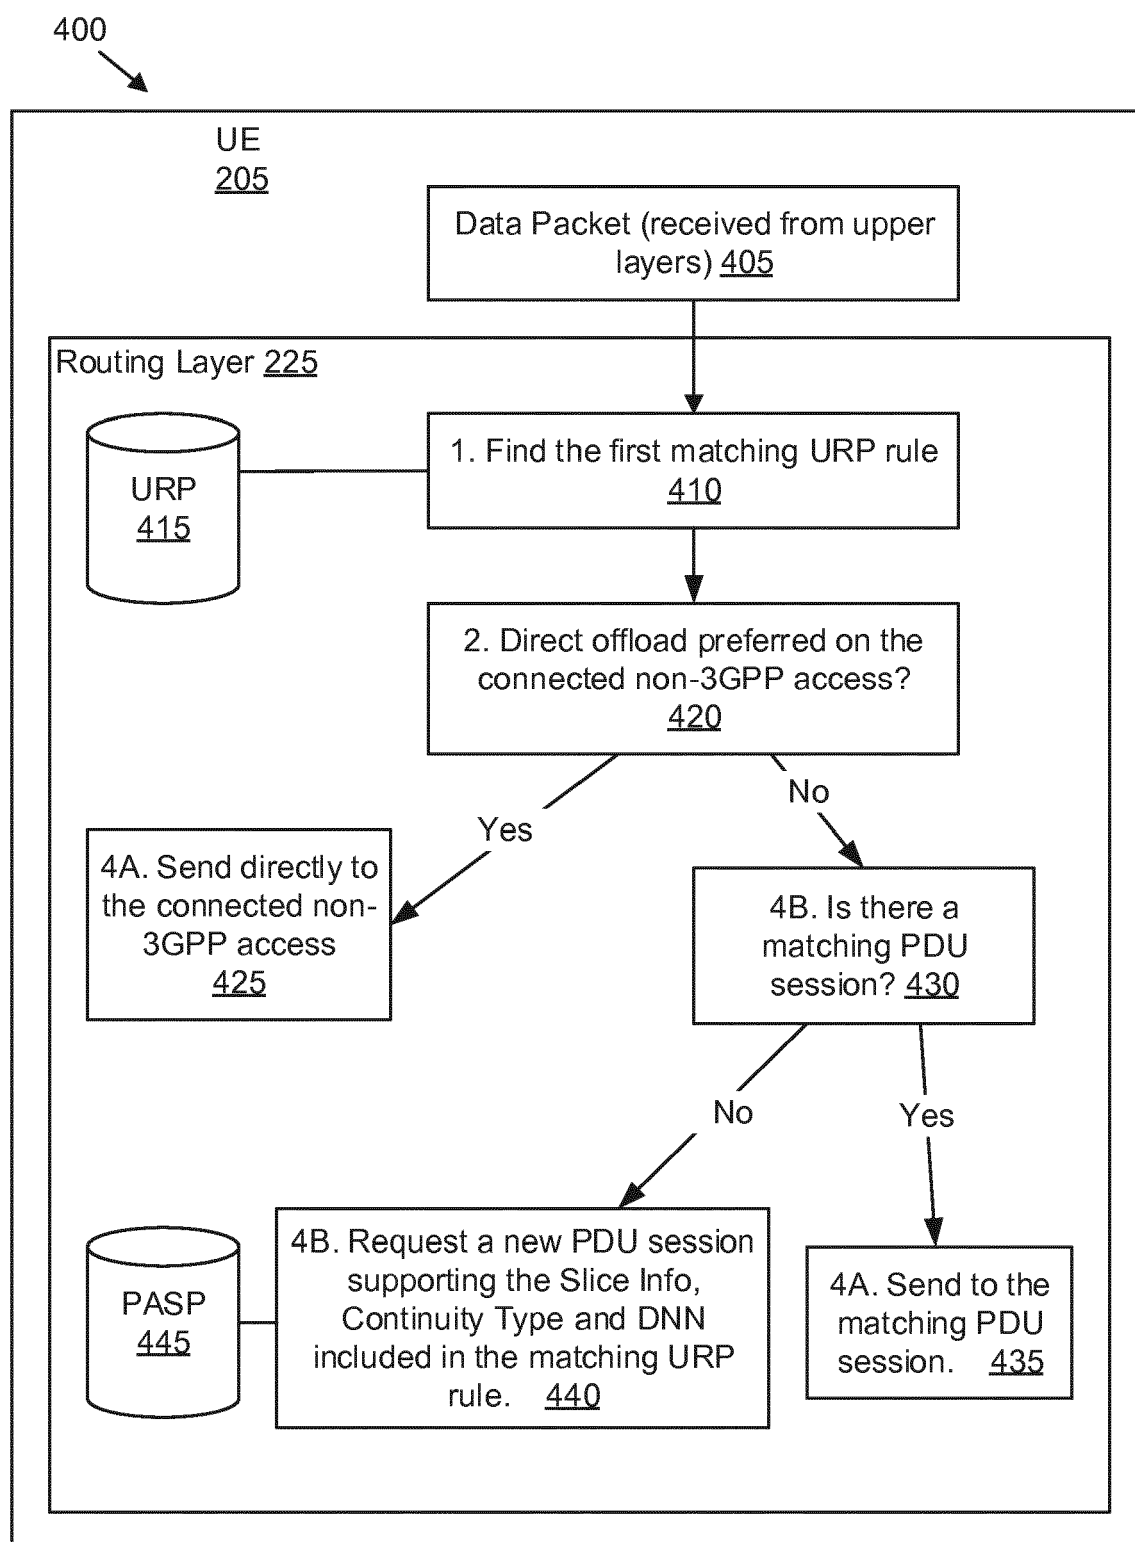 400
UE
205
Data Packet (received from upper
layers) 405
Routing Layer 225
URP
415
1. Find the first matching URP rule
410
2. Direct offload preferred on the
connected non-3GPP access?
420
Yes
No
4A. Send directly to
the connected non-
3GPP access
425
4B. Is there a
matching PDU
session? 430
No
Yes
PASP
445
4B. Request a new PDU session
supporting the Slice Info,
Continuity Type and DNN
included in the matching URP
rule. 440
4A. Send to the
matching PDU
session. 435